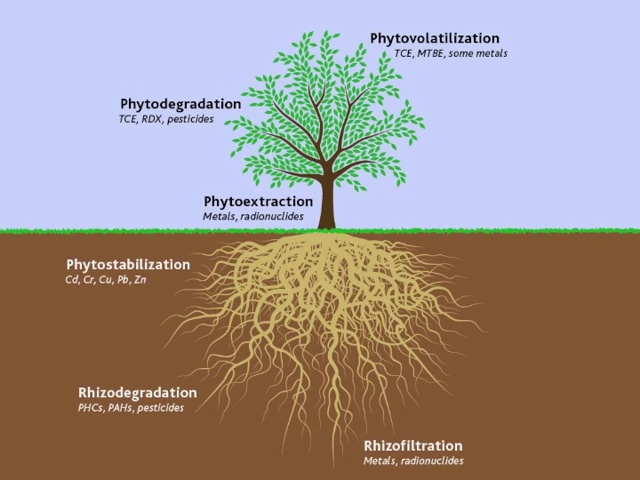 Phytovolatilization
TCE, MTBE, some metals
Phytodegradation
TCE, RDX, pesticides
Phytoextraction
Metals, radionuclides
Phytostabilization
Cd, Cr, Cu, Pb, Zn
Rhizodegradation
PHCs, PAHs, pesticides
Rhizofiltration
Metals, radionuclides